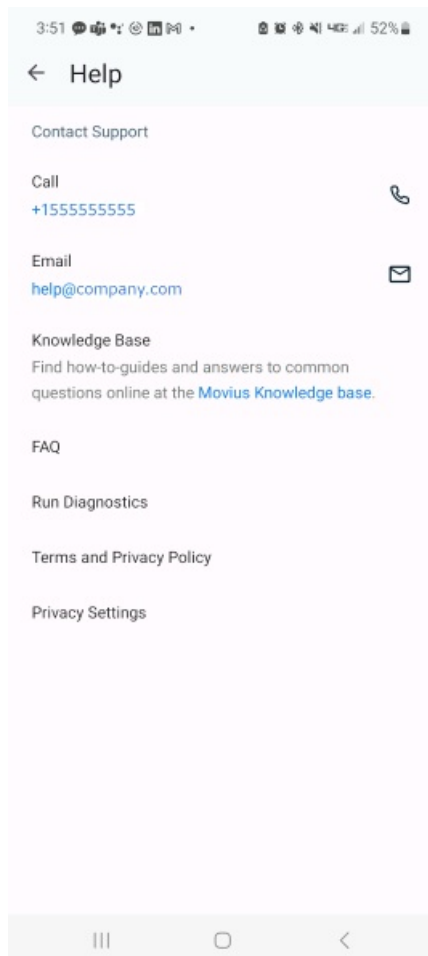 3:51
4GE 52%
Help
Contact Support
Call
+1555555555
Email
help@company.com
Knowledge Base
Find how-to-guides and answers to common
questions online at the Movius Knowledge base.
FAQ
Run Diagnostics
Terms and Privacy Policy
Privacy Settings